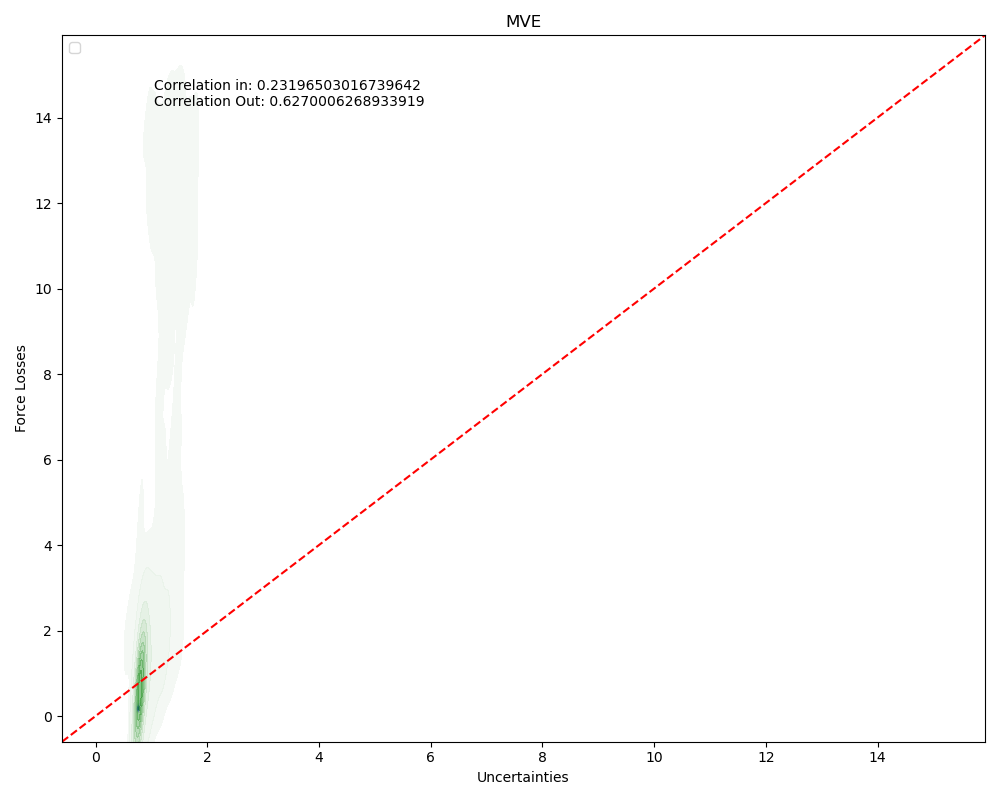 MVE
Correlation in: 0.23196503016739642
Correlation Out: 0.6270006268933919
Force Losses
14
12
10
8
6
4
2
0
0 2 4 6 8 10 12 14
Uncertainties